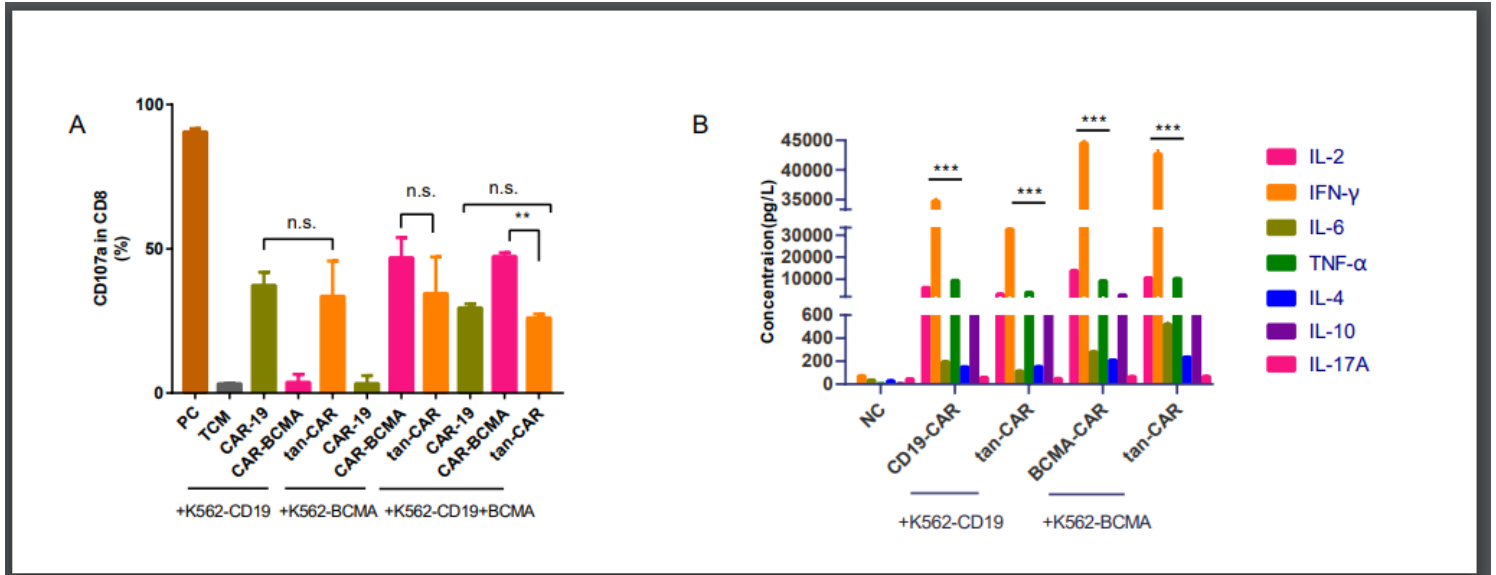 A
100
50
0
CD107a in CD8
(%)
n.s.
n.s.
n.s.
**
PC
TCM
CAR-19
CAR-BCMA
tan-CAR
CAR-19
CAR-BCMA
tan-CAR
CAR-19
CAR-BCMA
tan-CAR
+K562-CD19
+K562-BCMA
+K562-CD19+BCMA
B
Concentraion(pg/L)
45000
40000
35000
30000
20000
10000
600
400
200
0
***
***
***
***
NC
CD19-CAR
tan-CAR
BCMA-CAR
tan-CAR
+K562-CD19
+K562-BCMA
IL-2
IFN-γ
IL-6
TNF-α
IL-4
IL-10
IL-17A